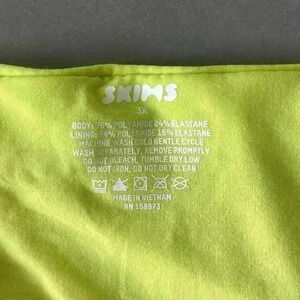 SKIMS
3X
BODY: 76% POLYAMIDE 24% ELASTANE
LINING: 84% POLYAMIDE 16% ELASTANE
MACHINE WASH COLD GENTLE CYCLE
WASH SEPARATELY, REMOVE PROMPTLY
DO NOT BLEACH, TUMBLE DRY LOW
DO NOT IRON, DO NOT DRY CLEAN
MADE IN VIETNAM
RN 158973